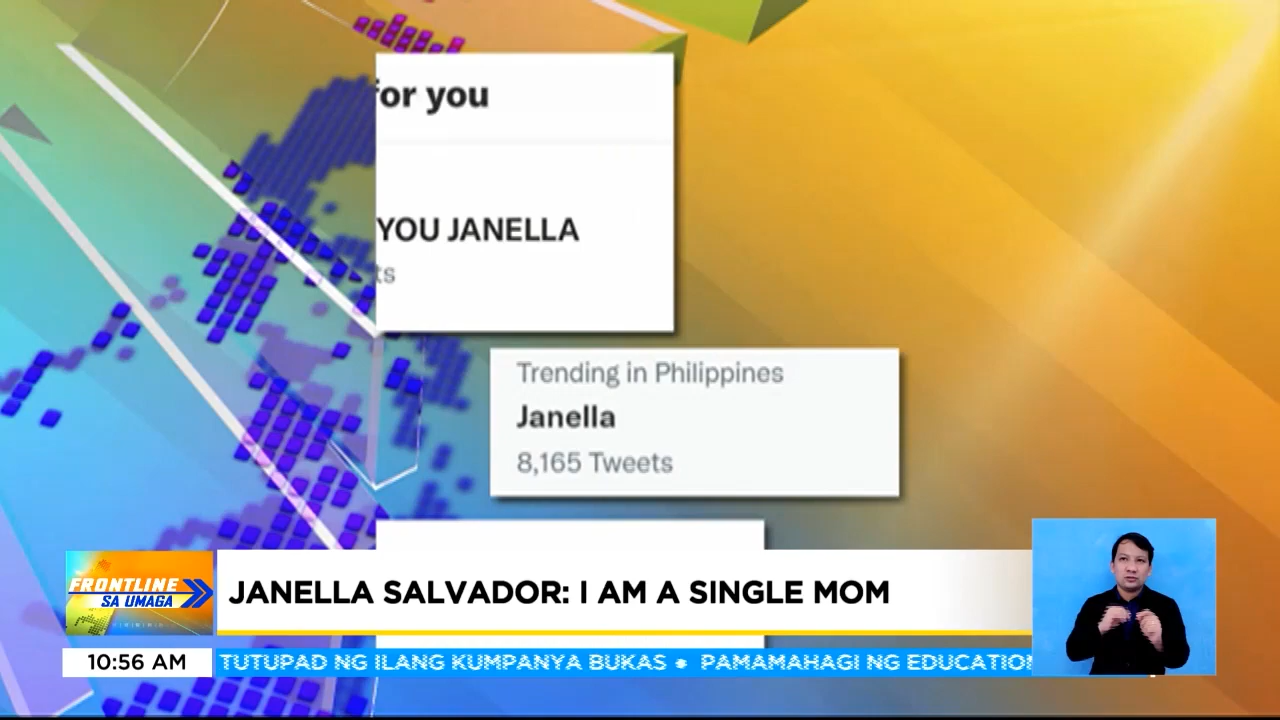 for you
YOU JANELLA
ts
Trending in Philippines
Janella
8,165 Tweets
FRONTLINE
SA UMAGA
JANELLA SALVADOR: I AM A SINGLE MOM
10:56 AM
TUTUPAD NG ILANG KUMPANYA BUKAS • PAMAMAHAGI NG EDUCATION